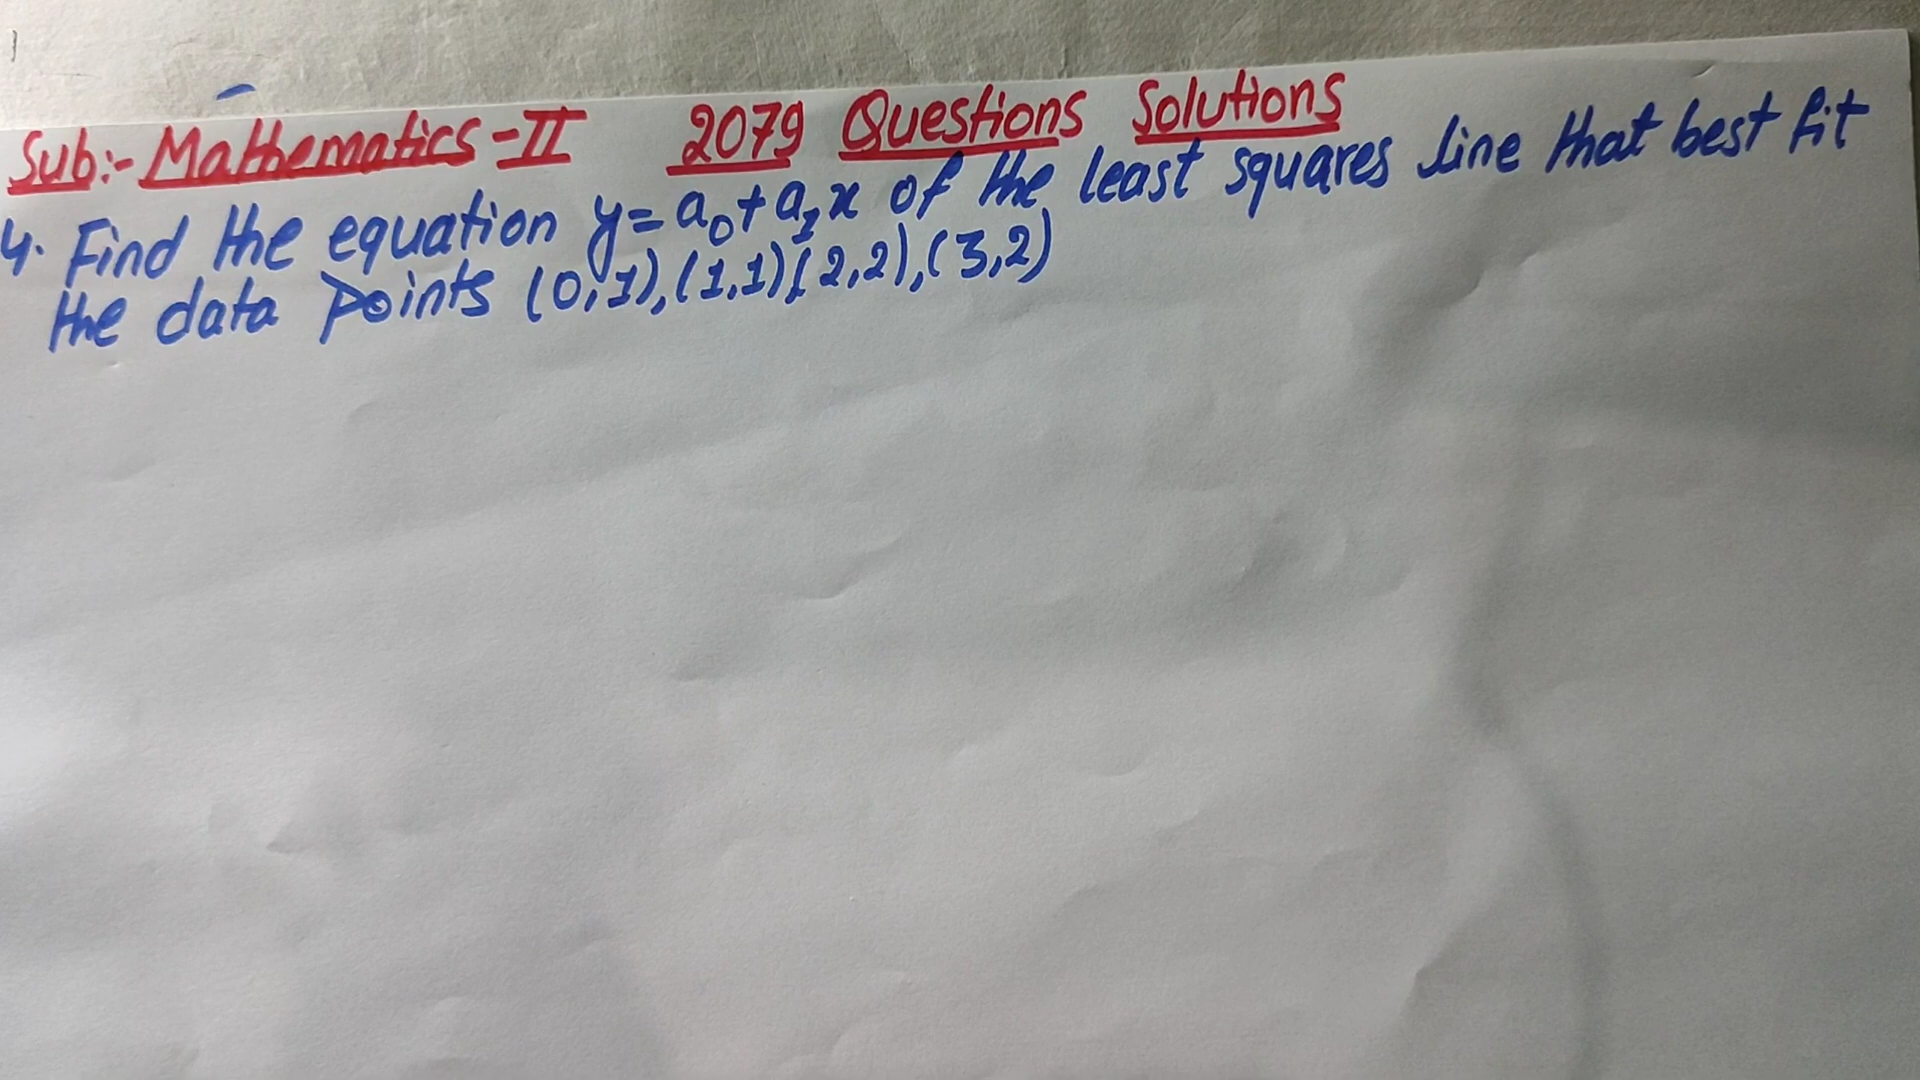 Sub:- Mathematics-II 2079 Questions Solutions
4. Find the equation y=a₀+a₁x of the least squares line that best fit
the data points (0,1),(1,1)(2,2),(3,2)